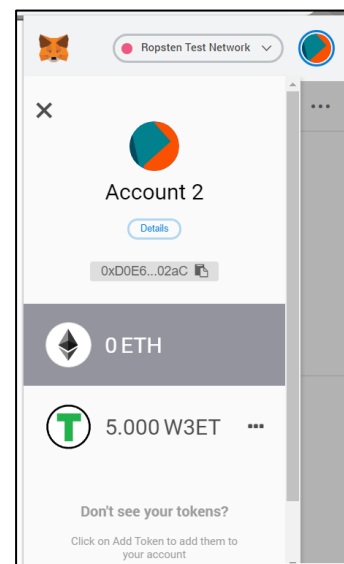 Ropsten Test Network
Account 2
Details
0xD0E6...02aC
0 ETH
5.000 W3ET
Don't see your tokens?
Click on Add Token to add them to
your account